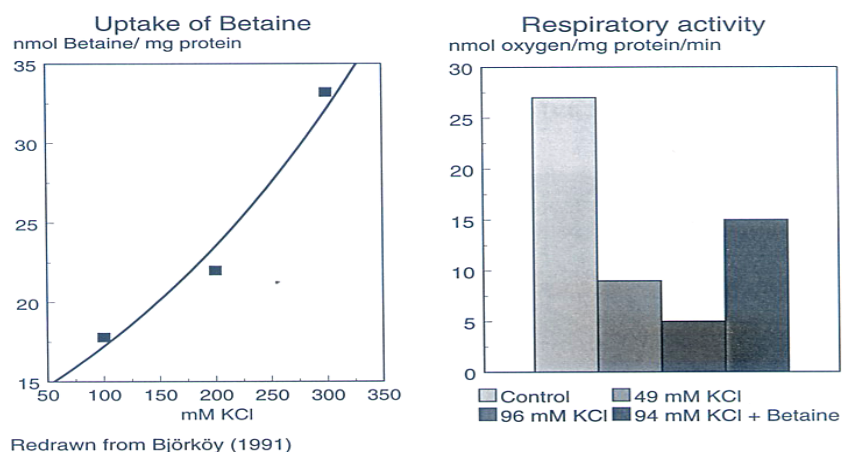 Uptake of Betaine
nmol Betaine/ mg protein
35
30
25
20
15
50 100 150 200 250 300 350
mM KCl
Redrawn from Björköy (1991)
Respiratory activity
nmol oxygen/mg protein/min
30
25
20
15
10
5
0
Control 49 mM KCl
96 mM KCl 94 mM KCl + Betaine